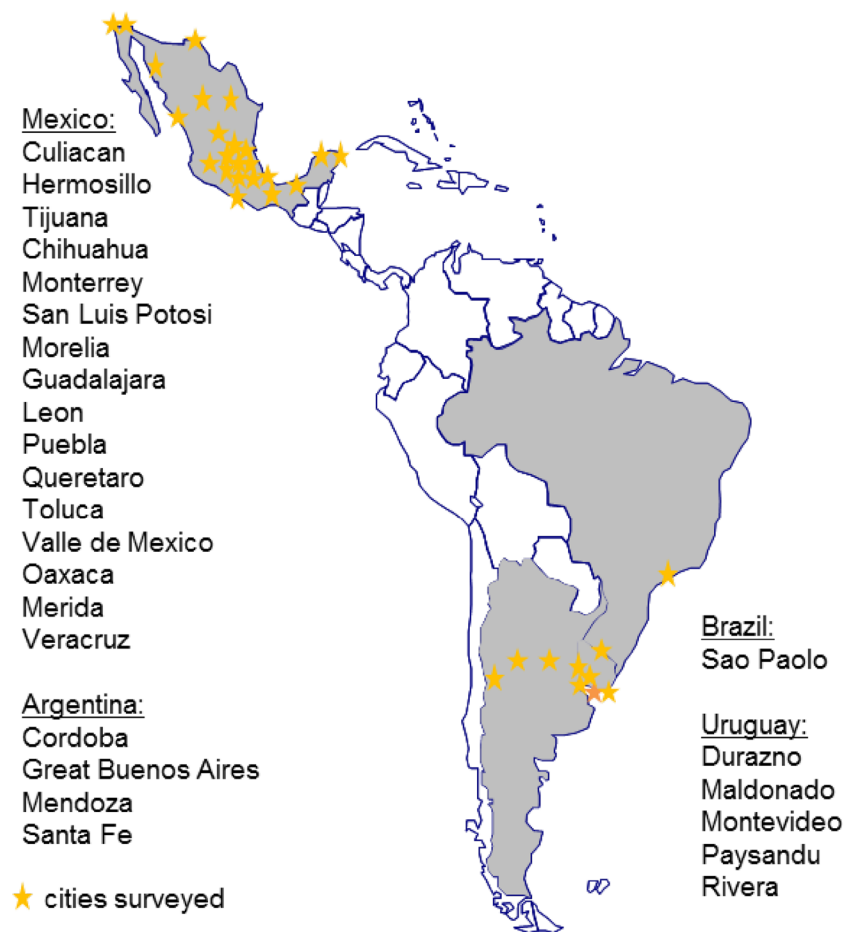 Mexico:
Culiacan
Hermosillo
Tijuana
Chihuahua
Monterrey
San Luis Potosi
Morelia
Guadalajara
Leon
Puebla
Queretaro
Toluca
Valle de Mexico
Oaxaca
Merida
Veracruz
Argentina:
Cordoba
Great Buenos Aires
Mendoza
Santa Fe
cities surveyed
Brazil:
Sao Paolo
Uruguay:
Durazno
Maldonado
Montevideo
Paysandu
Rivera